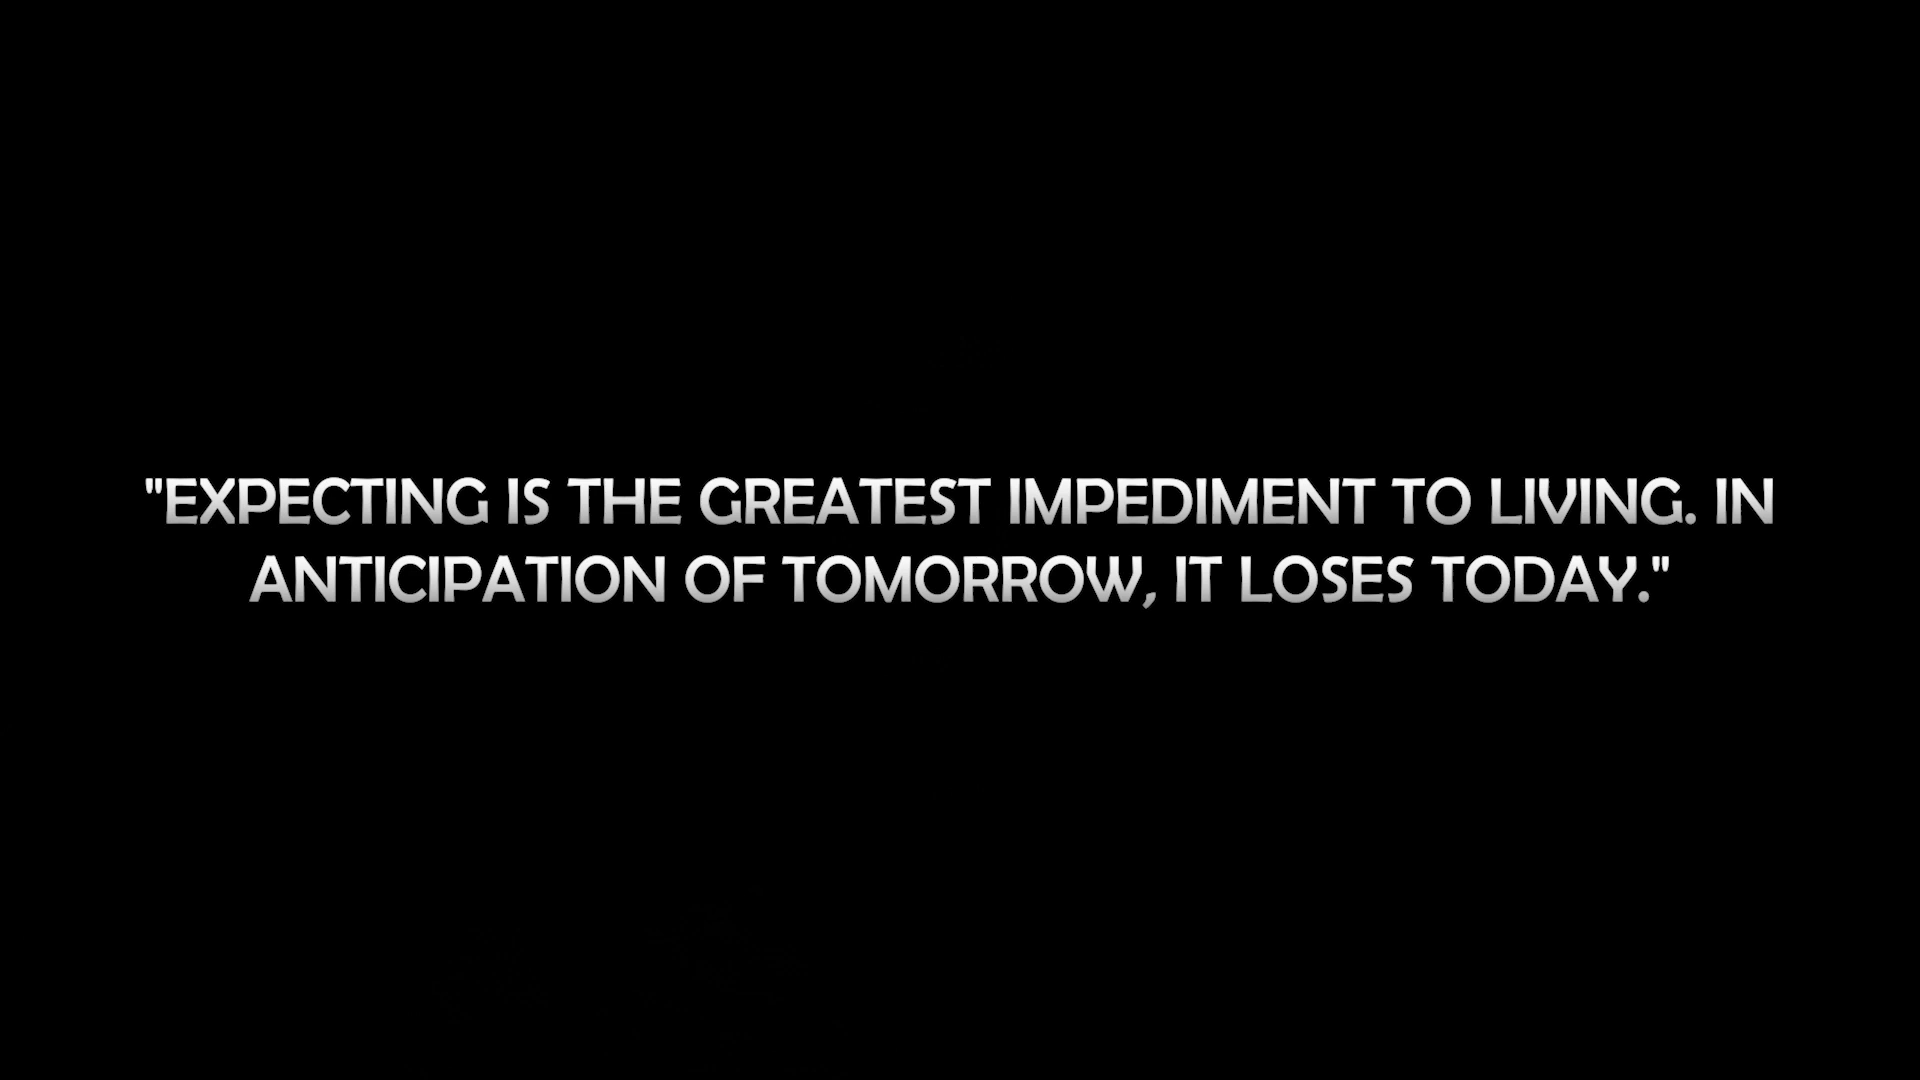 "EXPECTING IS THE GREATEST IMPEDIMENT TO LIVING. IN
ANTICIPATION OF TOMORROW, IT LOSES TODAY."